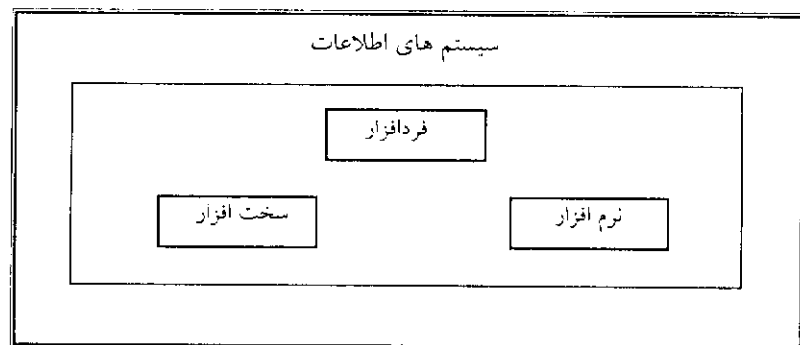 سیستم های اطلاعات
فردافزار
نرم افزار
سخت افزار